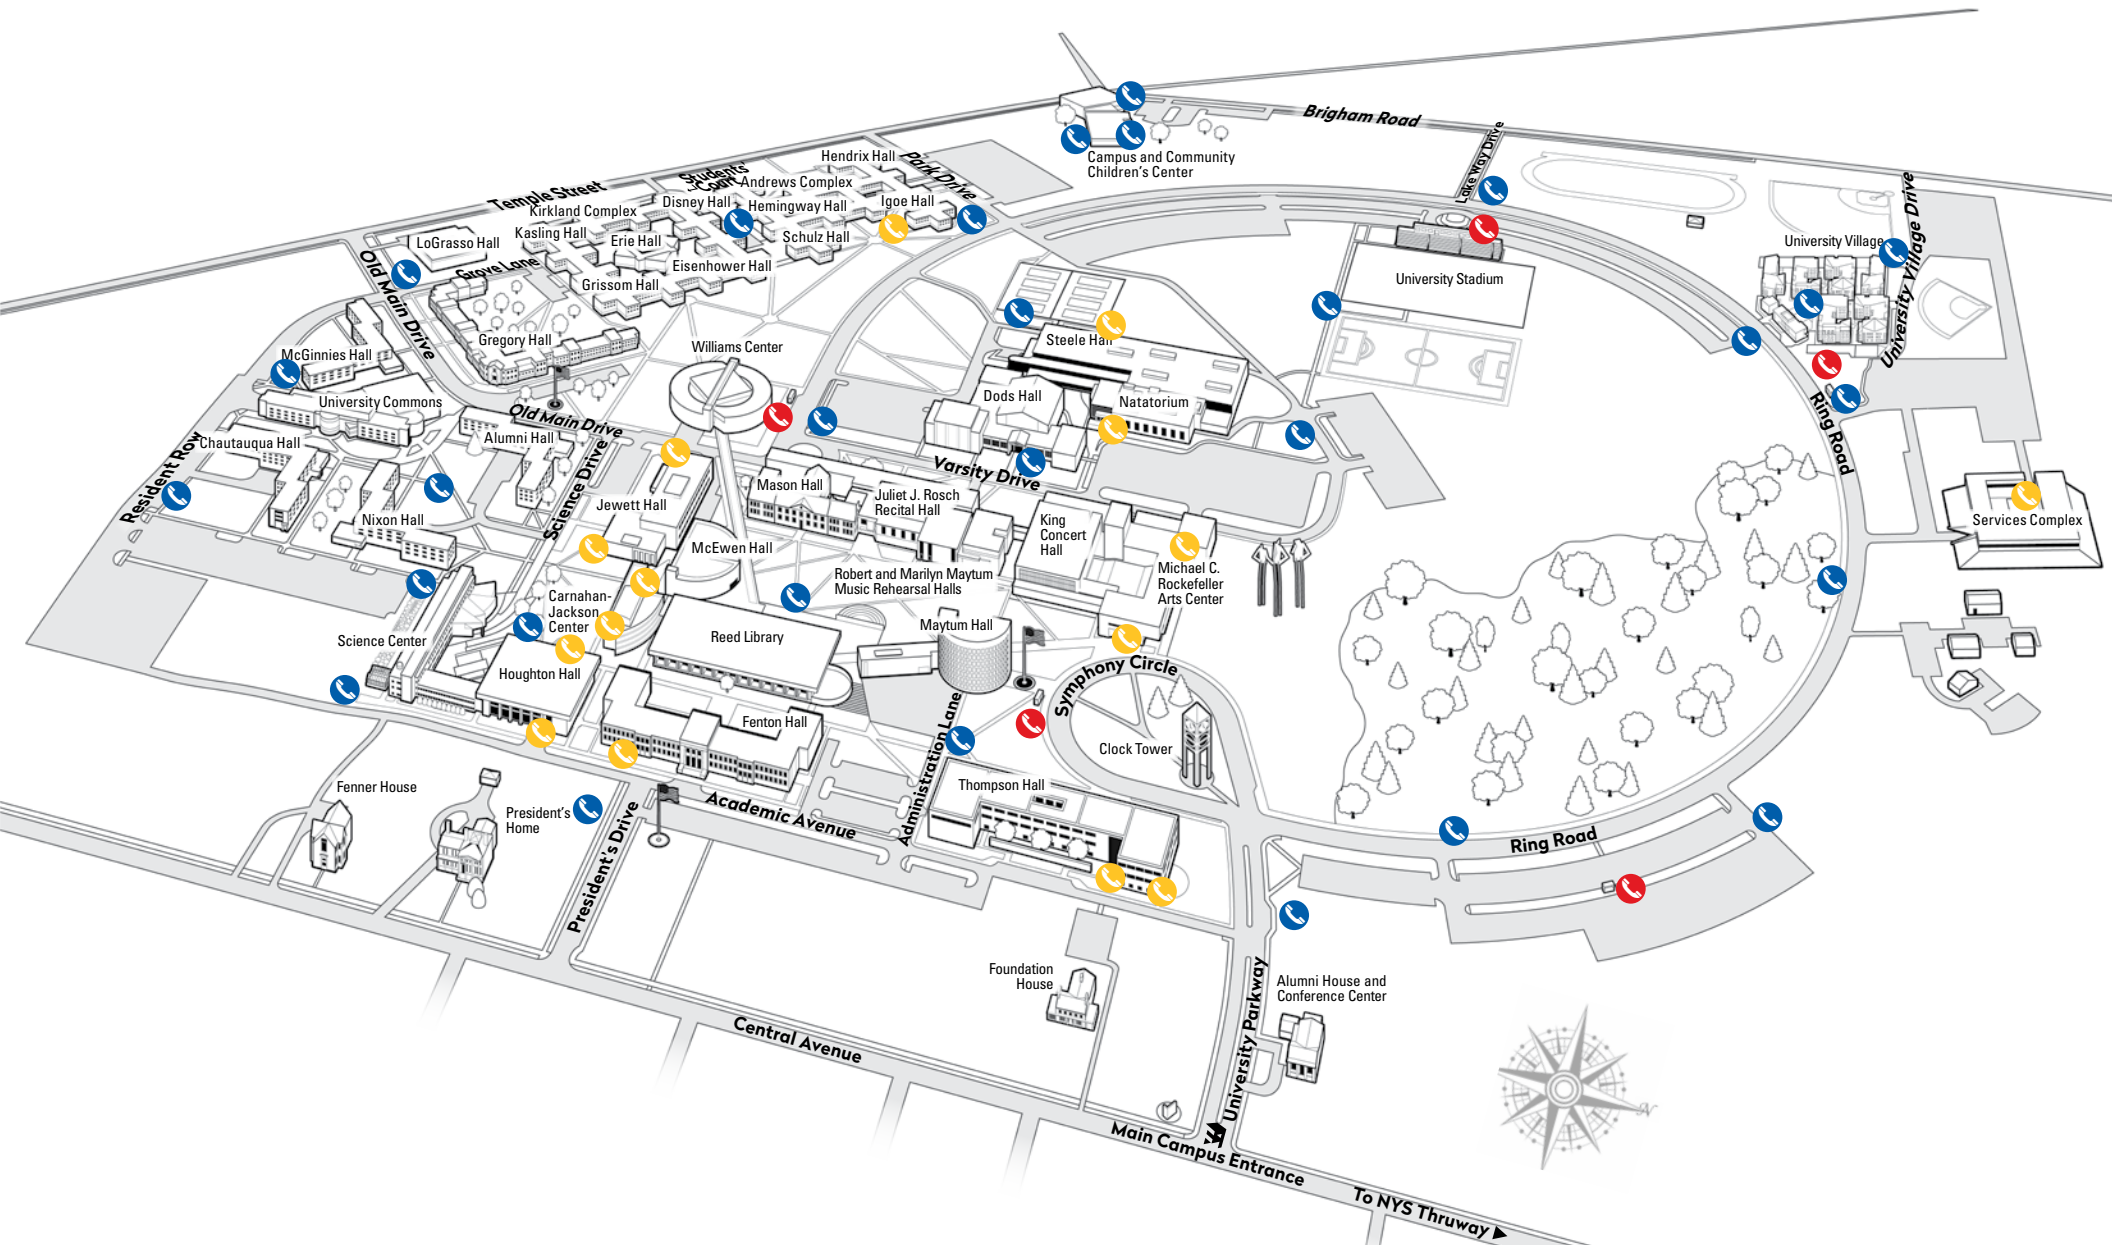 Brigham Road
Lake Way Drive
Campus and Community
Children's Center
Hendrix Hall
Park Drive
Students'
Court
Andrews Complex
Temple Street
Disney Hall
Hemingway Hall
Igoe Hall
Kirkland Complex
Kasling Hall
Schulz Hall
LoGrasso Hall
Erie Hall
Grove Lane
Eisenhower Hall
Grissom Hall
University Village
University Village Drive
University Stadium
Old Main Drive
Gregory Hall
Williams Center
Steele Hall
McGinnies Hall
University Commons
Old Main Drive
Dods Hall
Natatorium
Ring Road
Chautauqua Hall
Alumni Hall
Resident Row
Science Drive
Varsity Drive
Mason Hall
Juliet J. Rosch
Recital Hall
Jewett Hall
King
Concert
Hall
Nixon Hall
Services Complex
McEwen Hall
Robert and Marilyn Maytum
Music Rehearsal Halls
Michael C.
Rockefeller
Arts Center
Carnahan-
Jackson
Center
Science Center
Reed Library
Maytum Hall
Houghton Hall
Symphony Circle
Fenton Hall
Administration Lane
Clock Tower
Fenner House
President's
Home
President's Drive
Academic Avenue
Thompson Hall
Ring Road
Foundation
House
University Parkway
Alumni House and
Conference Center
Central Avenue
N
Main Campus Entrance
To NYS Thruway